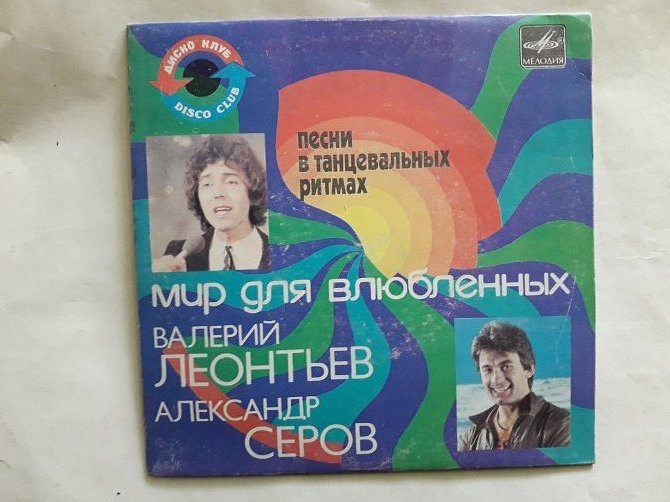 ДИСКО КЛУБ
DISCO CLUB
МЕЛОДИЯ
песни
в танцевальных
ритмах
мир для влюбленных
ВАЛЕРИЙ
ЛЕОНТЬЕВ
АЛЕКСАНДР
СЕРОВ